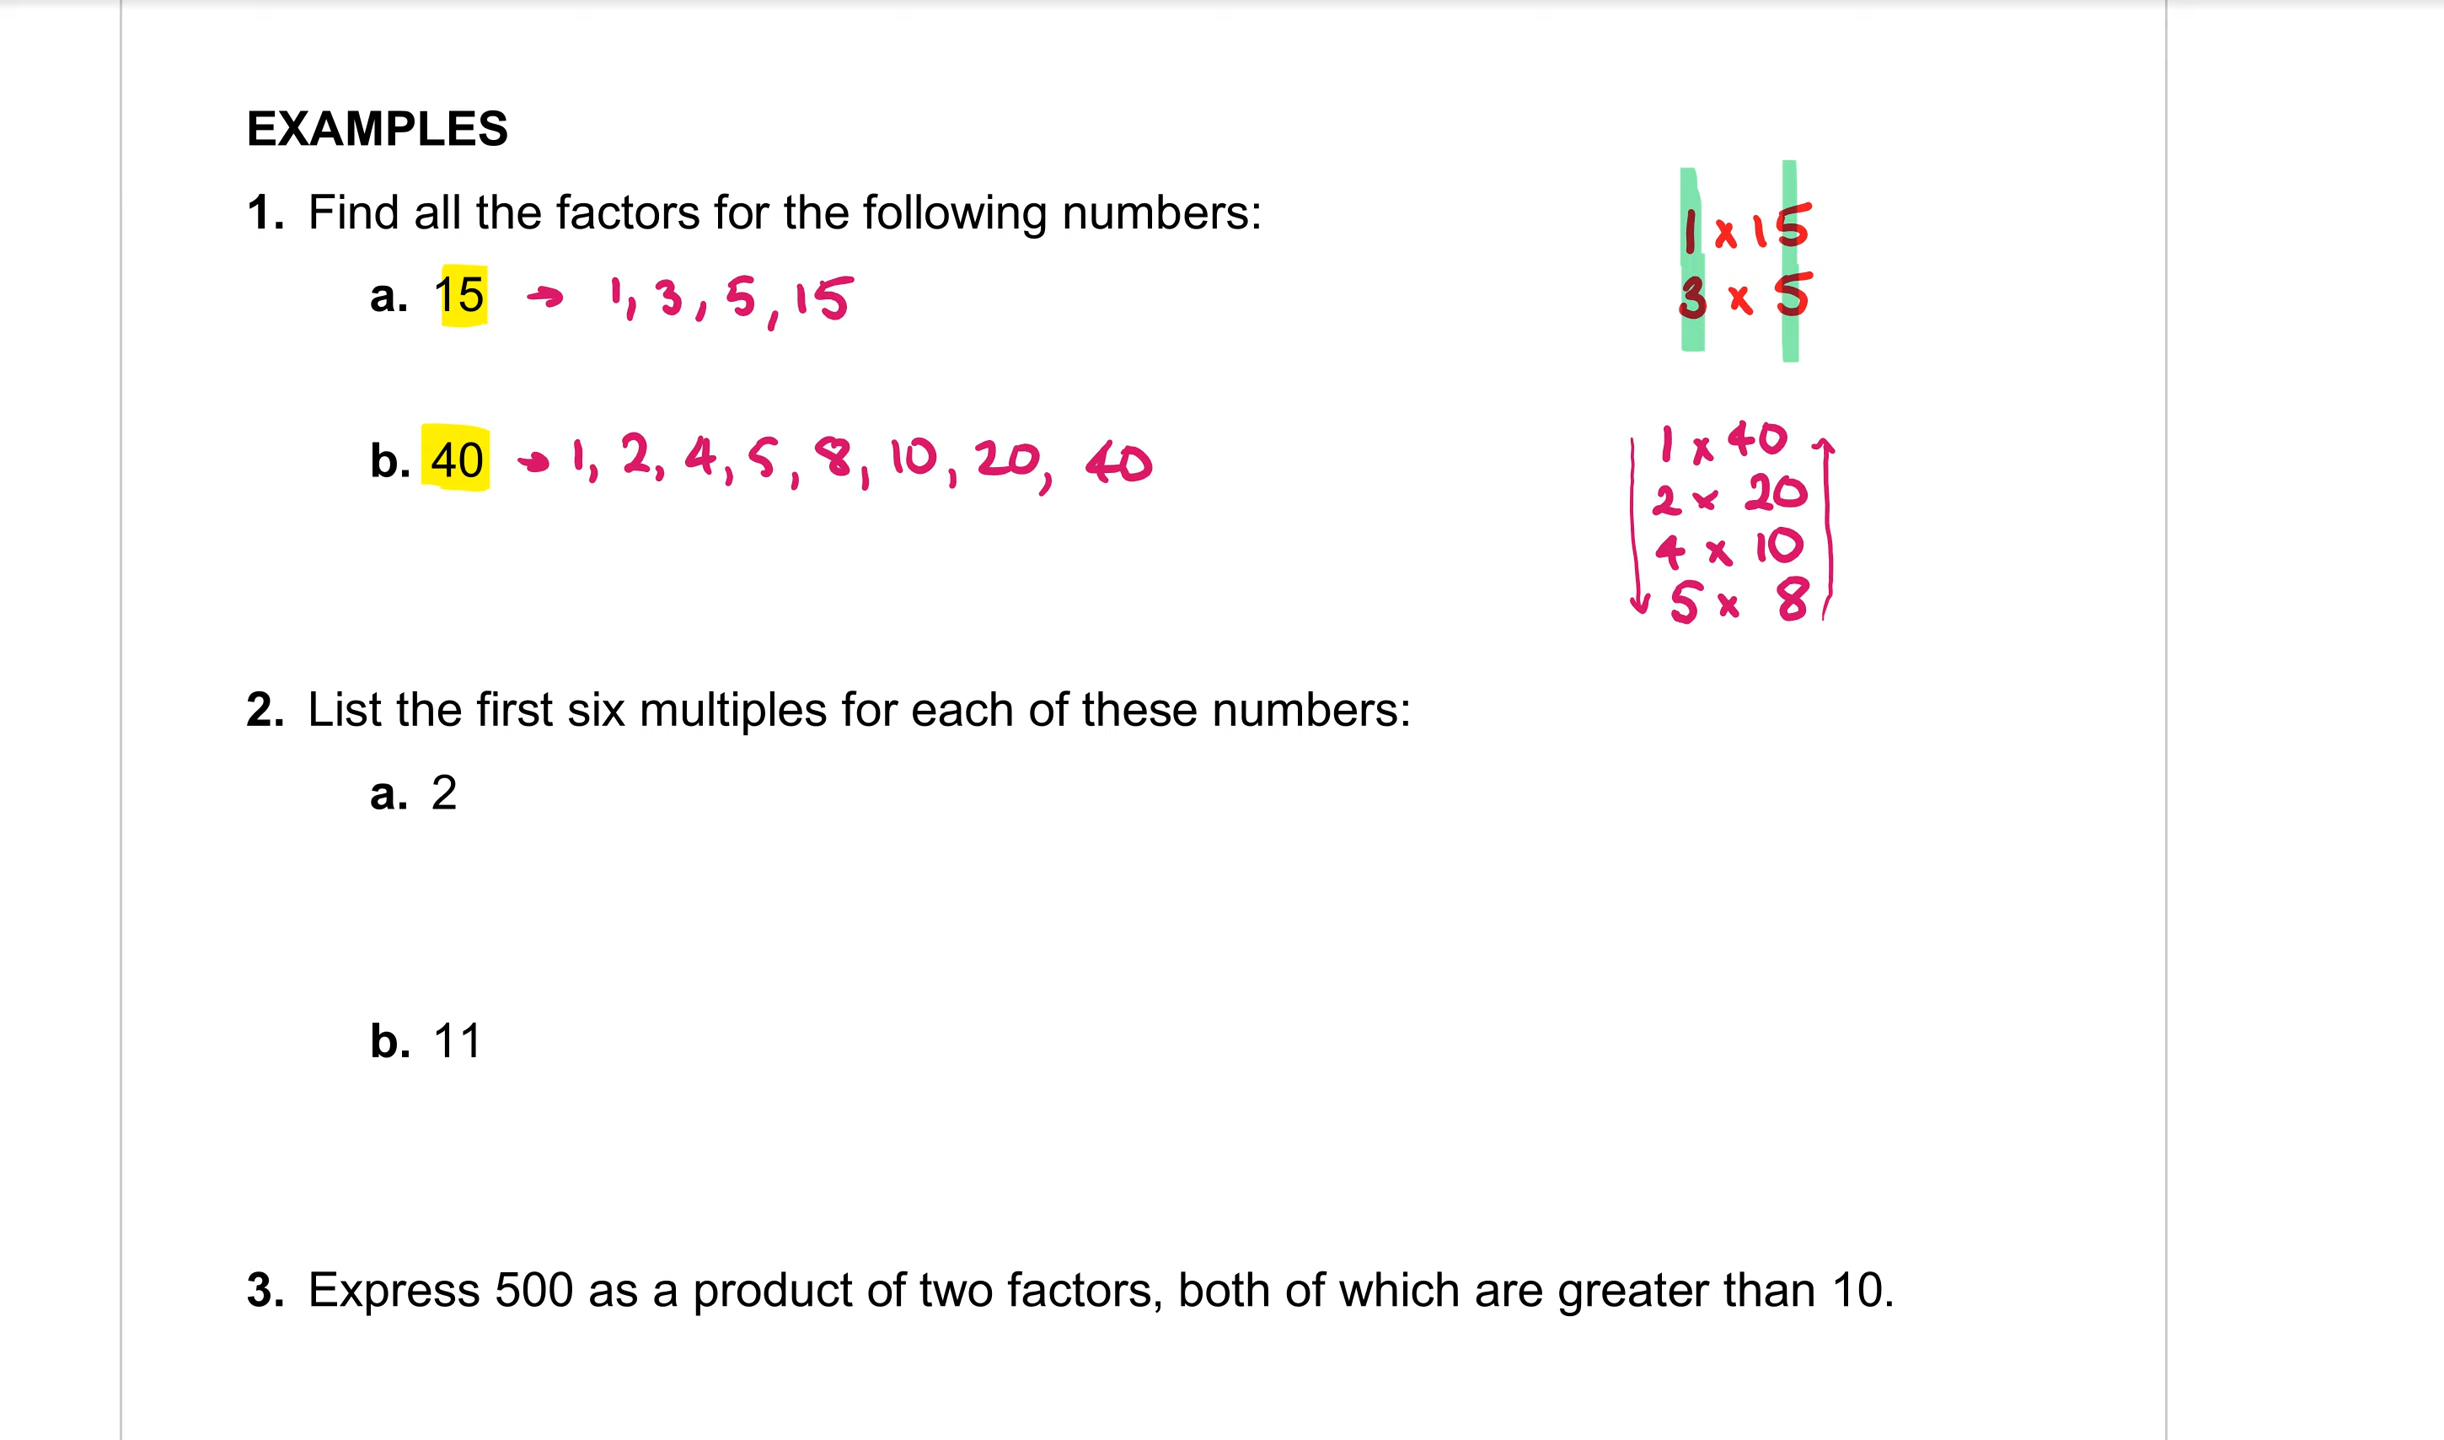 EXAMPLES
1. Find all the factors for the following numbers:
a. 15 → 1, 3, 5, 15
1 x 15
3 x 5
b. 40 → 1, 2, 4, 5, 8, 10, 20, 40
1 x 40
2 x 20
4 x 10
5 x 8
2. List the first six multiples for each of these numbers:
a. 2
b. 11
3. Express 500 as a product of two factors, both of which are greater than 10.